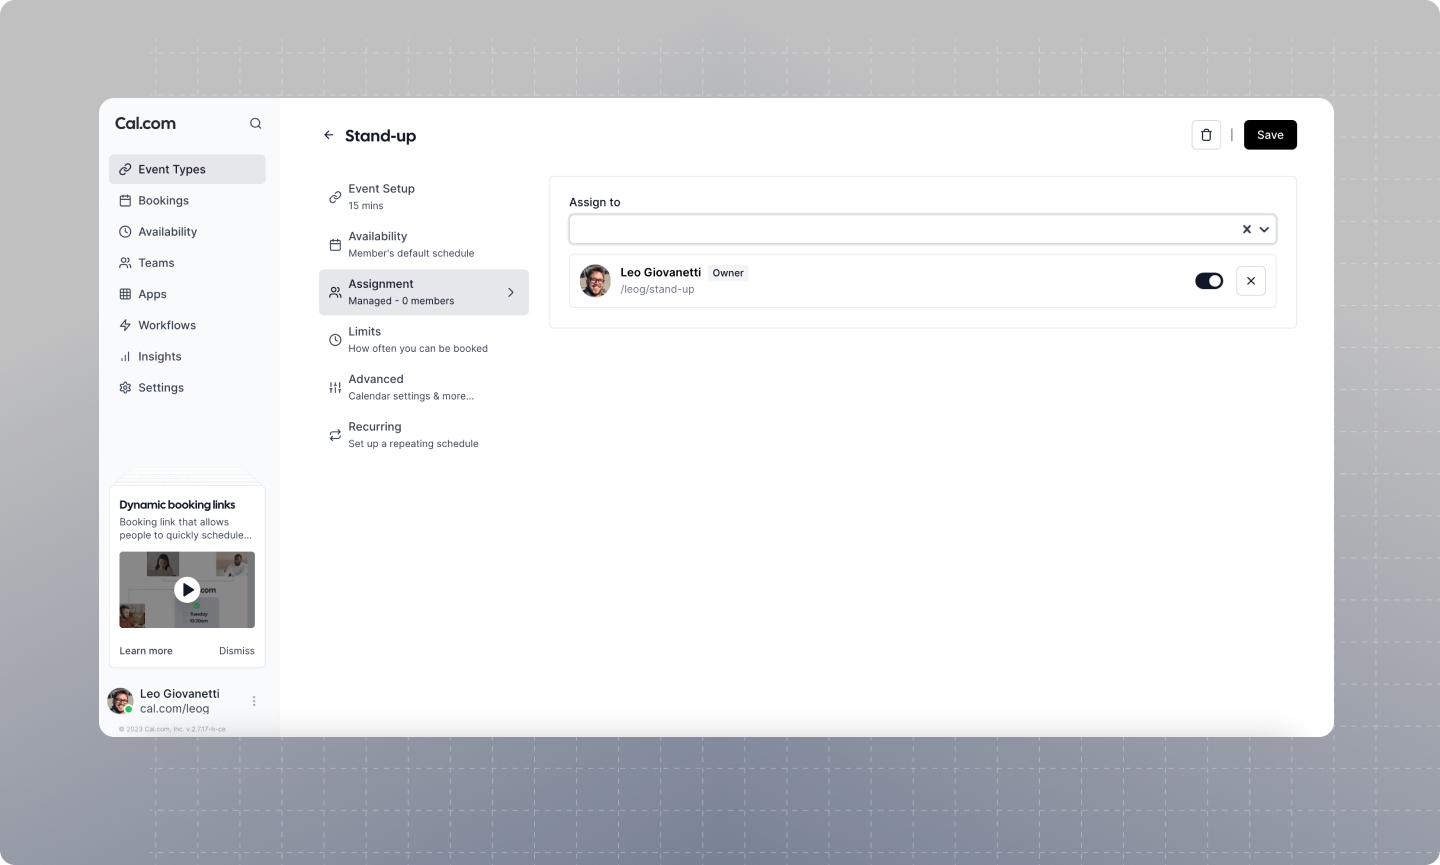 Cal.com
Event Types
Bookings
Availability
Teams
Apps
Workflows
Insights
Settings
Dynamic booking links
Booking link that allows
people to quickly schedule...
.com
Tuesday
10:30am
Learn more
Dismiss
Leo Giovanetti
cal.com/leog
© 2023 Cal.com, Inc. v.2.7.17-h-ce
Stand-up
Save
Event Setup
15 mins
Availability
Member's default schedule
Assignment
Managed - 0 members
Limits
How often you can be booked
Advanced
Calendar settings & more...
Recurring
Set up a repeating schedule
Assign to
Leo Giovanetti Owner
/leog/stand-up